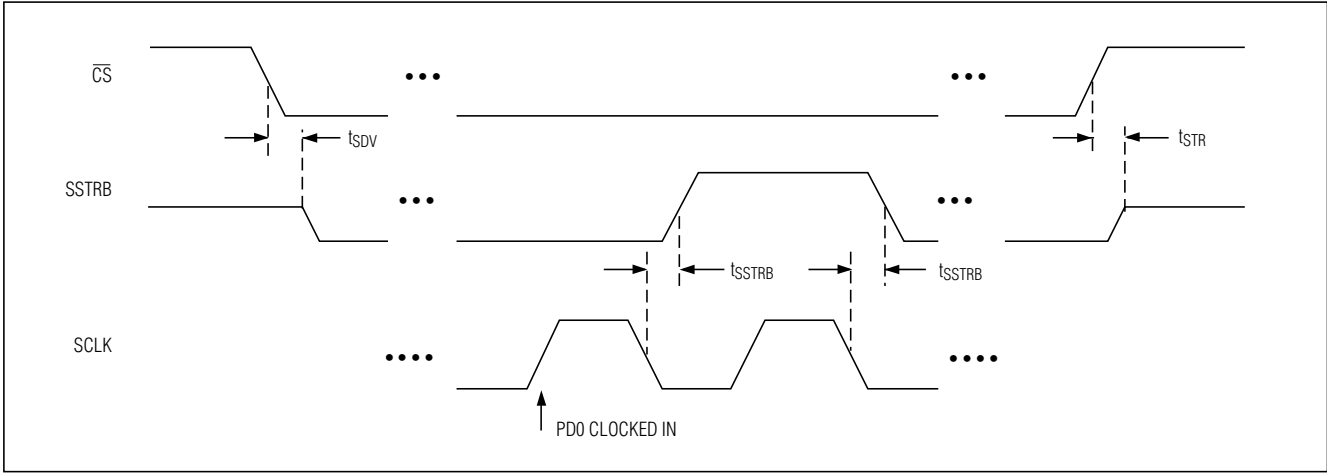 CS
tSDV
tSTR
SSTRB
tSSTRB
tSSTRB
SCLK
PD0 CLOCKED IN